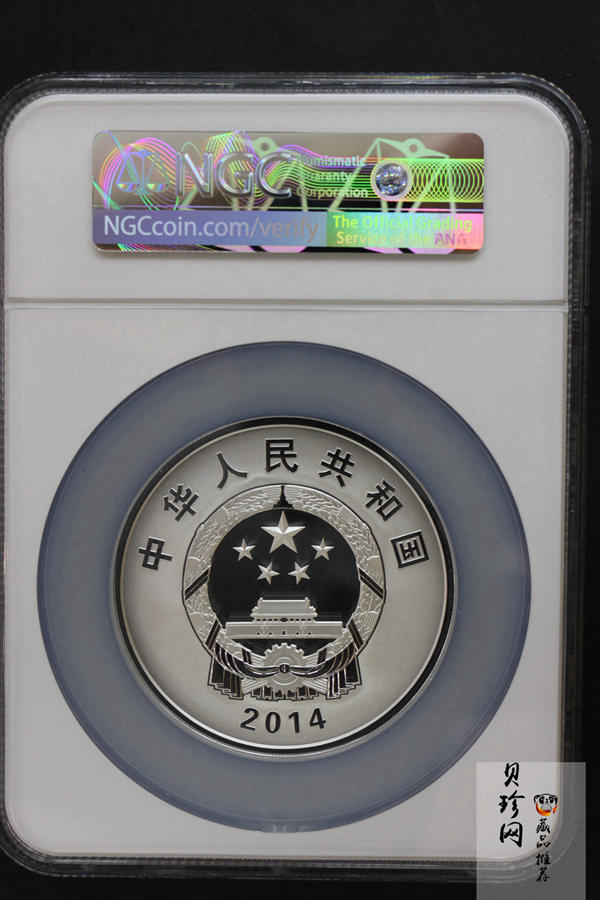 NGC
Numismatic
Guaranty
Corporation
NGCcoin.com/verify
The Official Grading
Service of the ANA
中华人民共和国
2014
贝珍网
藏品推荐